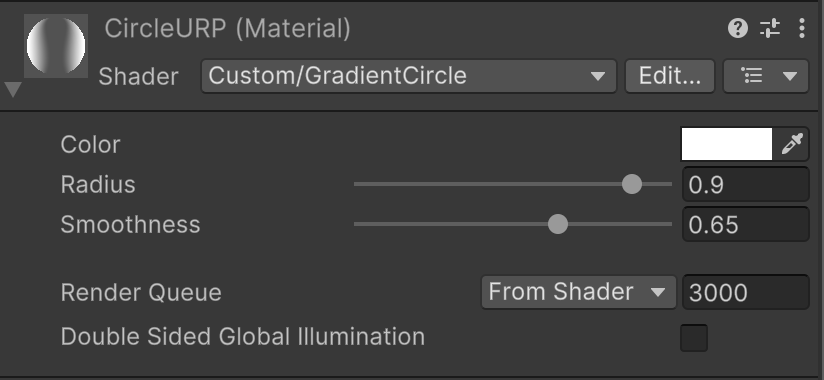 CircleURP (Material)
Shader Custom/GradientCircle Edit...
Color
Radius 0.9
Smoothness 0.65
Render Queue From Shader 3000
Double Sided Global Illumination